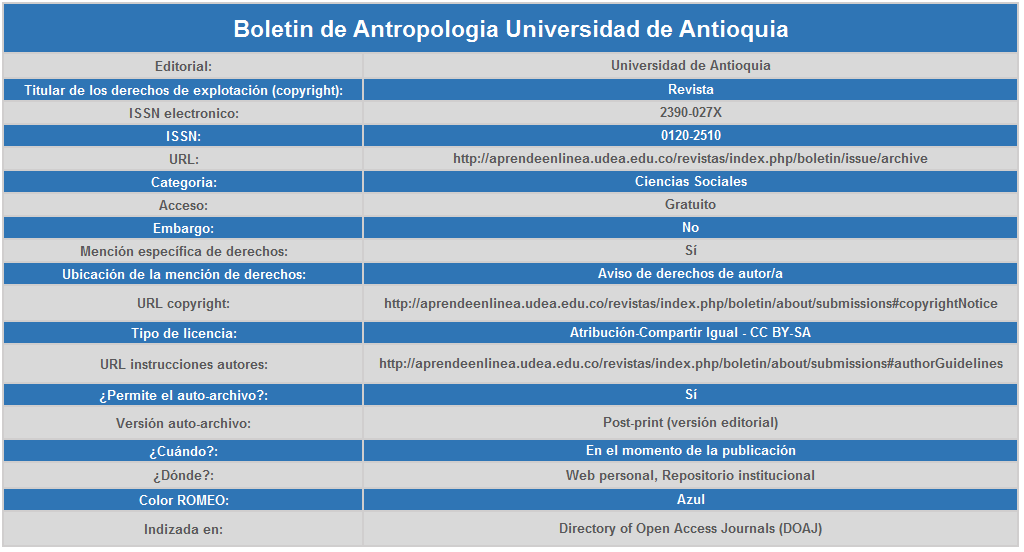 Boletin de Antropologia Universidad de Antioquia
Editorial: Universidad de Antioquia
Titular de los derechos de explotación (copyright): Revista
ISSN electronico: 2390-027X
ISSN: 0120-2510
URL: http://aprendeenlinea.udea.edu.co/revistas/index.php/boletin/issue/archive
Categoria: Ciencias Sociales
Acceso: Gratuito
Embargo: No
Mención específica de derechos: Sí
Ubicación de la mención de derechos: Aviso de derechos de autor/a
URL copyright: http://aprendeenlinea.udea.edu.co/revistas/index.php/boletin/about/submissions#copyrightNotice
Tipo de licencia: Atribución-Compartir Igual - CC BY-SA
URL instrucciones autores: http://aprendeenlinea.udea.edu.co/revistas/index.php/boletin/about/submissions#authorGuidelines
¿Permite el auto-archivo?: Sí
Versión auto-archivo: Post-print (versión editorial)
¿Cuándo?: En el momento de la publicación
¿Dónde?: Web personal, Repositorio institucional
Color ROMEO: Azul
Indizada en: Directory of Open Access Journals (DOAJ)